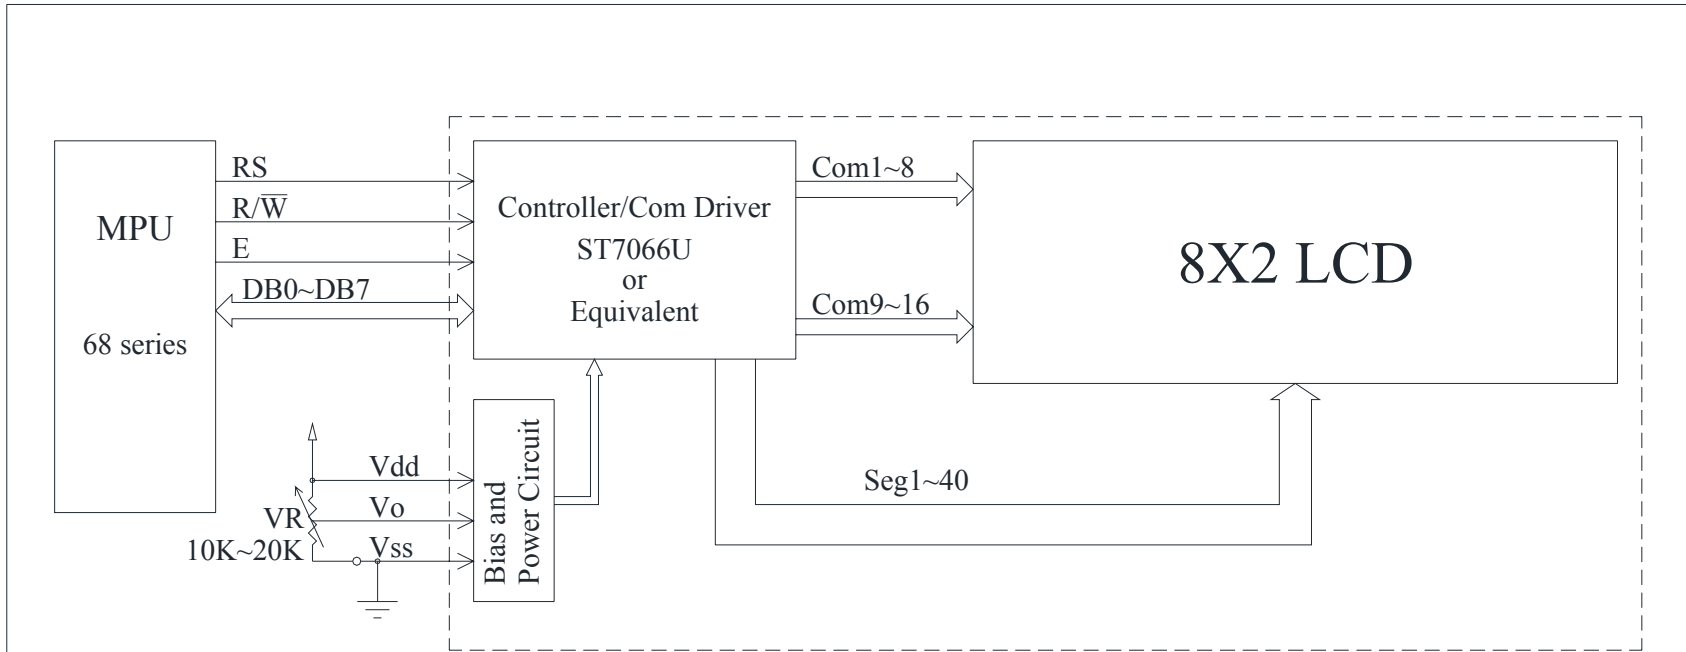 MPU
68 series
RS
R/W̅
E
DB0~DB7
Controller/Com Driver
ST7066U
or
Equivalent
Com1~8
Com9~16
8X2 LCD
Vdd
Vo
Vss
VR
10K~20K
Bias and
Power Circuit
Seg1~40